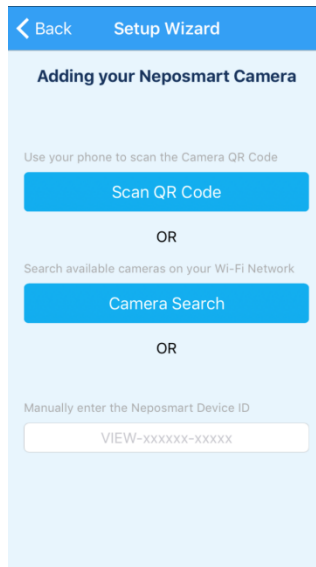 Back
Setup Wizard
Adding your Neposmart Camera
Use your phone to scan the Camera QR Code
Scan QR Code
OR
Search available cameras on your Wi-Fi Network
Camera Search
OR
Manually enter the Neposmart Device ID
VIEW-xxxxxx-xxxxx